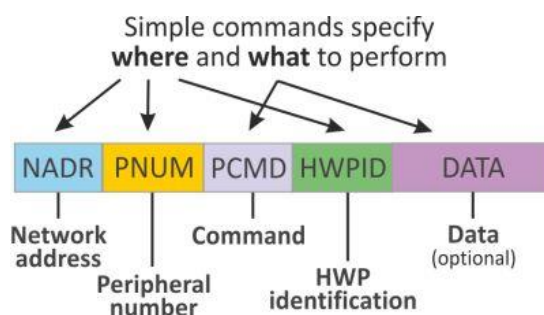 Simple commands specify
where and what to perform
NADR PNUM PCMD HWPID DATA
Network
address
Peripheral
number
Command
HWP
identification
Data
(optional)